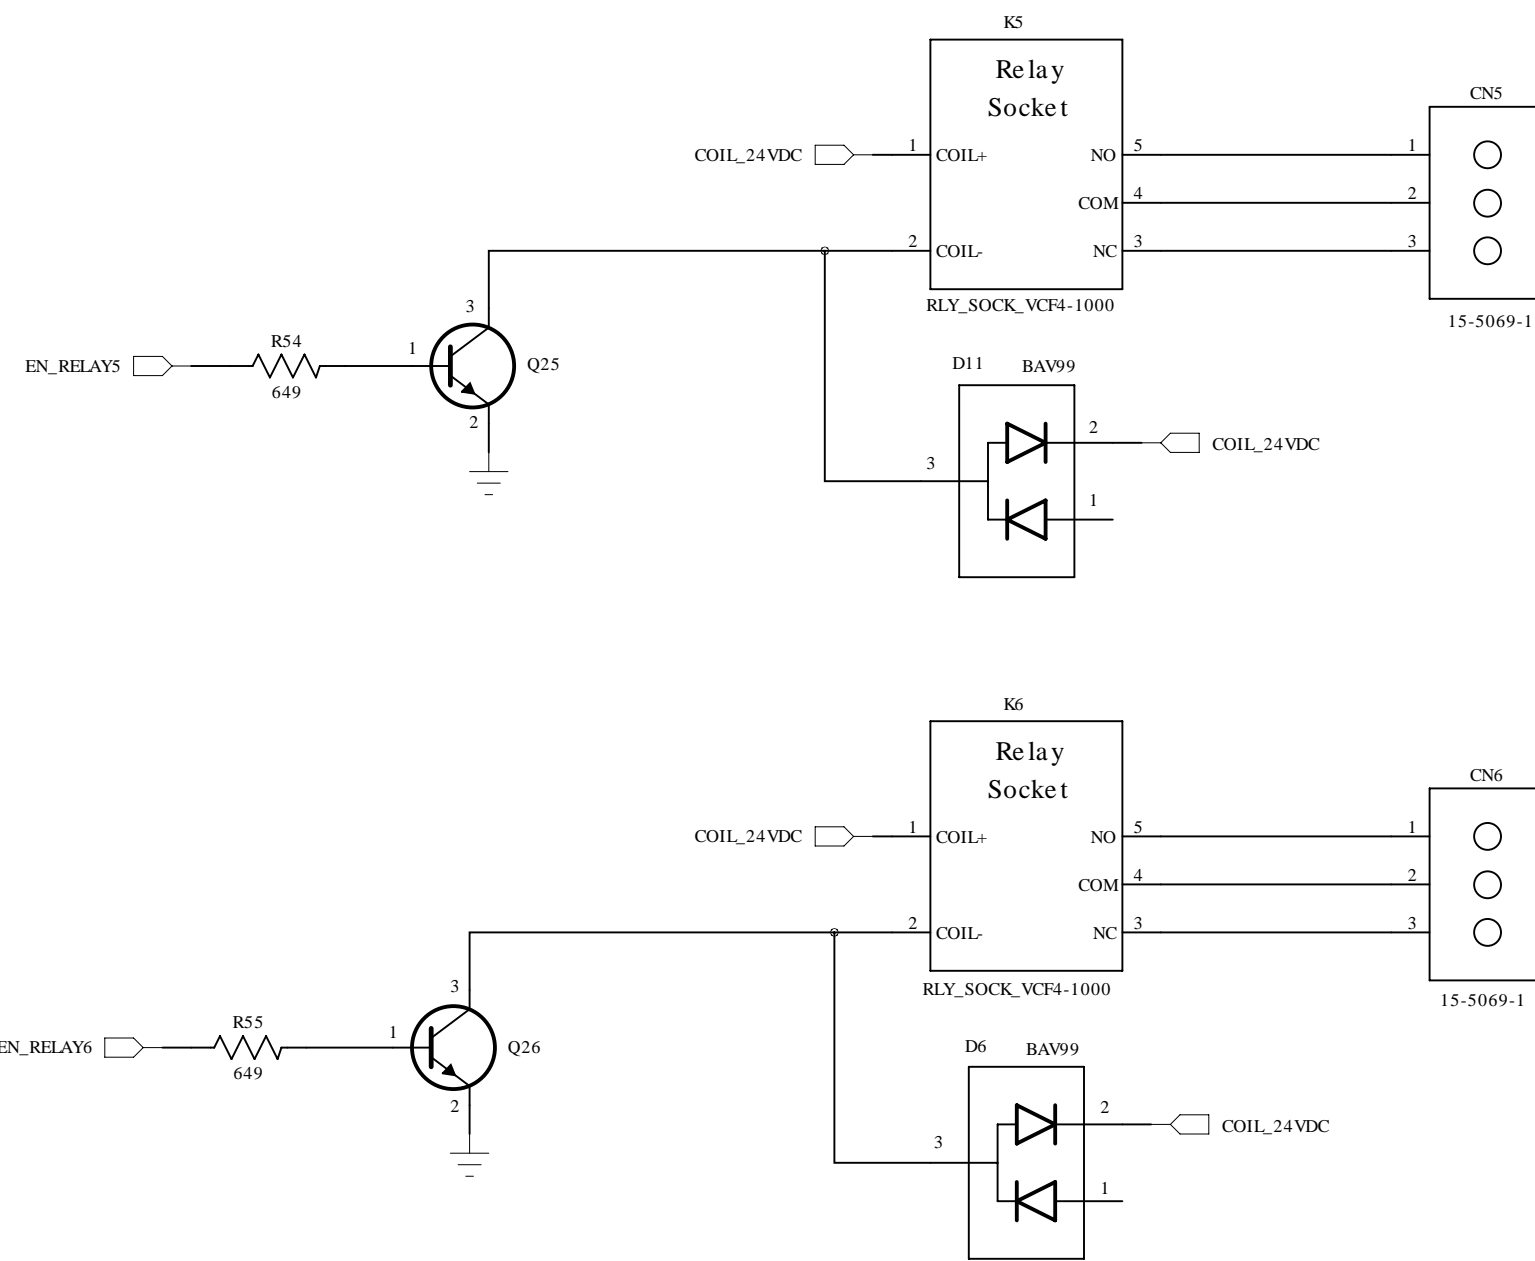 K5
Relay
Socket
CN5
COIL_24VDC
1
COIL+
NO
5
1
COM
4
2
2
COIL-
NC
3
3
RLY_SOCK_VCF4-1000
15-5069-1
3
R54
1
EN_RELAY5
Q25
649
2
D11
BAV99
2
COIL_24VDC
3
1
K6
Relay
Socket
CN6
COIL_24VDC
1
COIL+
NO
5
1
COM
4
2
2
COIL-
NC
3
3
RLY_SOCK_VCF4-1000
15-5069-1
3
R55
1
EN_RELAY6
Q26
649
2
D6
BAV99
2
COIL_24VDC
3
1